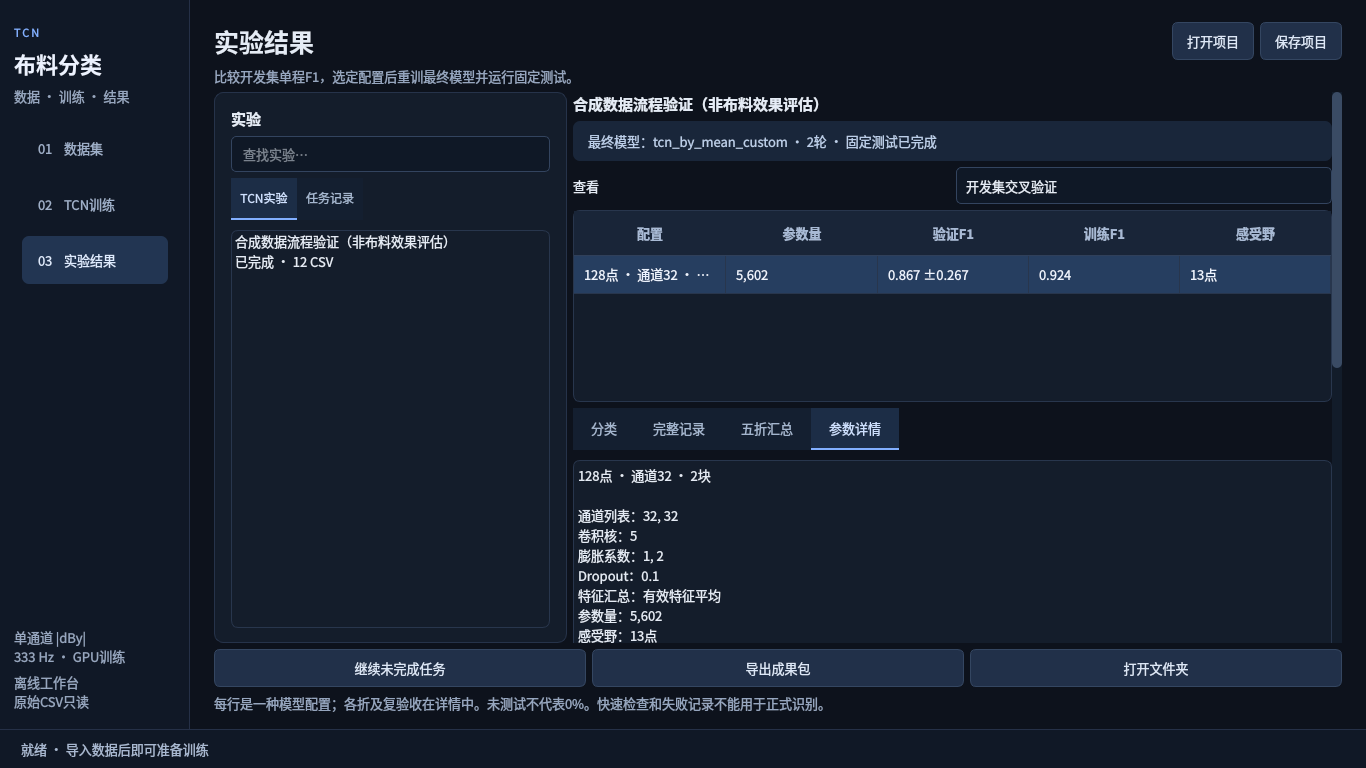 TCN
布料分类
数据 · 训练 · 结果
01 数据集
02 TCN训练
03 实验结果
单通道 |dBy|
333 Hz · GPU训练
离线工作台
原始CSV只读
实验结果
比较开发集单程F1，选定配置后重训最终模型并运行固定测试。
打开项目
保存项目
实验
查找实验…
TCN实验
任务记录
合成数据流程验证（非布料效果评估）
已完成 · 12 CSV
合成数据流程验证（非布料效果评估）
最终模型：tcn_by_mean_custom · 2轮 · 固定测试已完成
查看
开发集交叉验证
配置 参数量 验证F1 训练F1 感受野
128点 · 通道32 · … 5,602 0.867 ±0.267 0.924 13点
分类 完整记录 五折汇总 参数详情
128点 · 通道32 · 2块
通道列表：32, 32
卷积核：5
膨胀系数：1, 2
Dropout：0.1
特征汇总：有效特征平均
参数量：5,602
感受野：13点
继续未完成任务
导出成果包
打开文件夹
每行是一种模型配置；各折及复验收在详情中。未测试不代表0%。快速检查和失败记录不能用于正式识别。
就绪 · 导入数据后即可准备训练